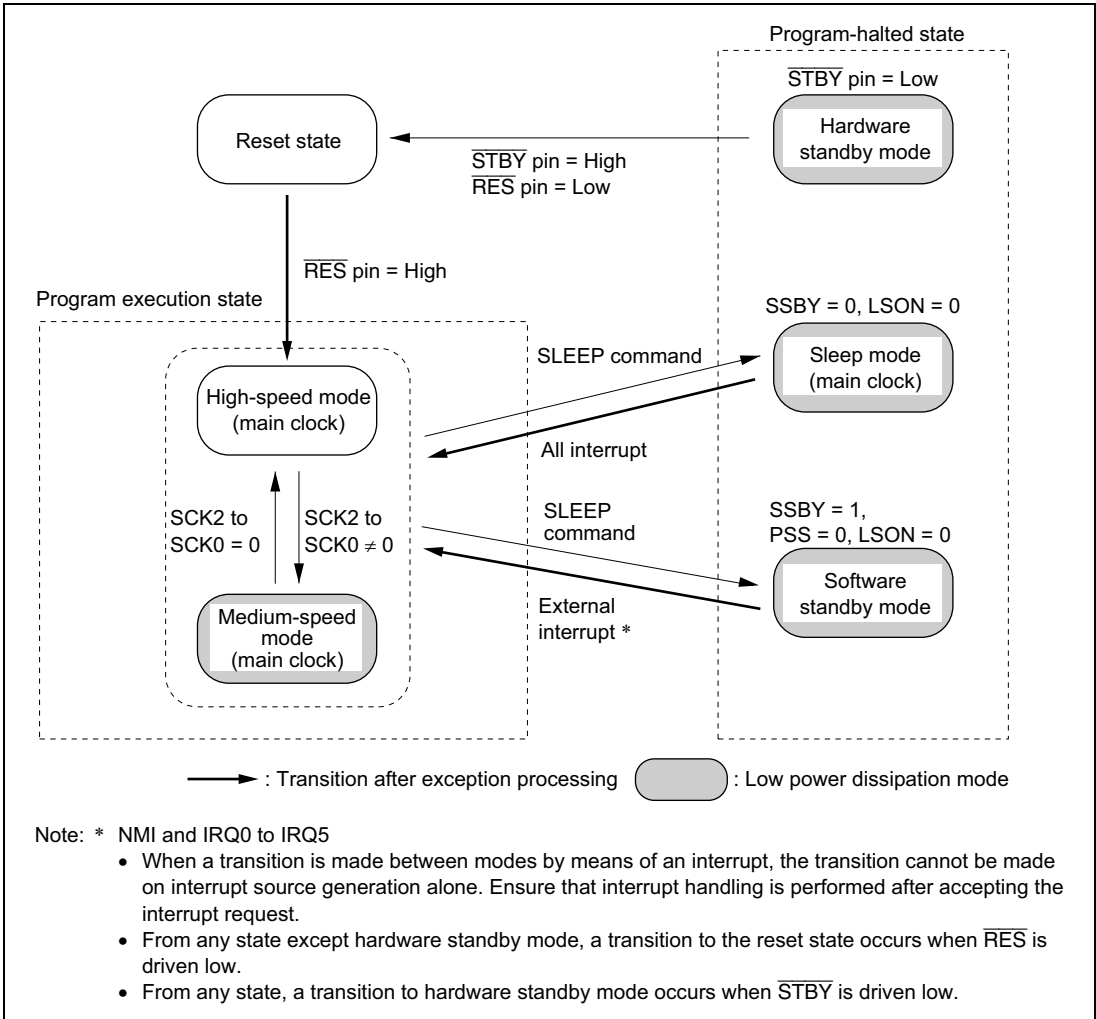 Program-halted state
STBY pin = Low
Hardware
standby mode
Reset state
STBY pin = High
RES pin = Low
RES pin = High
Program execution state
SSBY = 0, LSON = 0
Sleep mode
(main clock)
SLEEP command
High-speed mode
(main clock)
All interrupt
SCK2 to
SCK0 = 0
SCK2 to
SCK0 ≠ 0
SLEEP
command
SSBY = 1,
PSS = 0, LSON = 0
Software
standby mode
External
interrupt *
Medium-speed
mode
(main clock)
: Transition after exception processing
: Low power dissipation mode
Note: * NMI and IRQ0 to IRQ5
• When a transition is made between modes by means of an interrupt, the transition cannot be made
on interrupt source generation alone. Ensure that interrupt handling is performed after accepting the
interrupt request.
• From any state except hardware standby mode, a transition to the reset state occurs when RES is
driven low.
• From any state, a transition to hardware standby mode occurs when STBY is driven low.